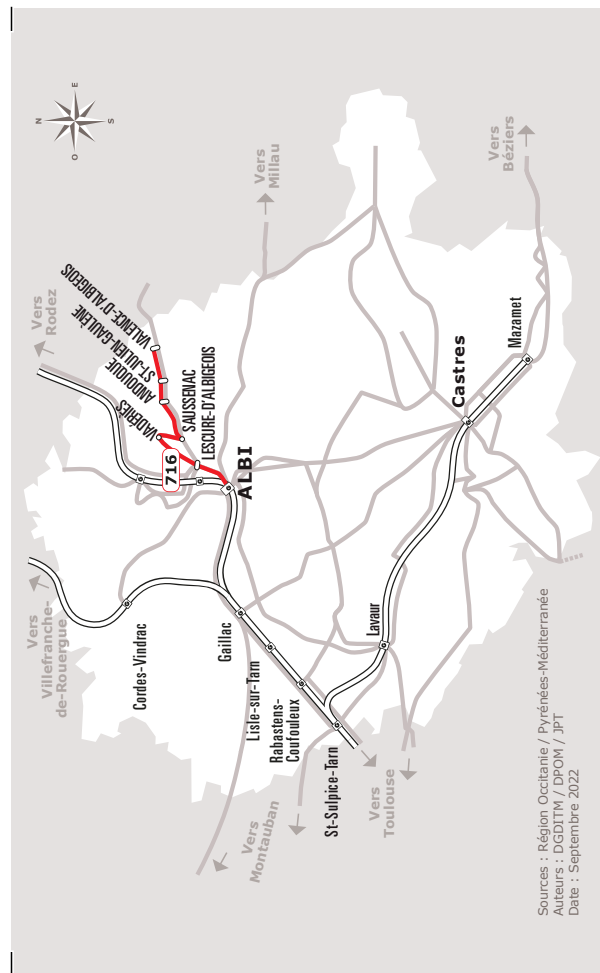 N
E
S
O
Vers
Rodez
Vers
Millau
Vers
Béziers
Vers
Villefranche-
de-Rouergue
VALENCE-D'ALBIGEOIS
ST-JULIEN-GAULÈNE
ANDOUQUE
VALDERIÈS
SAUSSENAC
LESCURE-D'ALBIGEOIS
716
ALBI
Cordes-Vindrac
Gaillac
Lisle-sur-Tarn
Rabastens-
Coufouleux
St-Sulpice-Tarn
Lavaur
Castres
Mazamet
Vers
Montauban
Vers
Toulouse
Sources : Région Occitanie / Pyrénées-Méditerranée
Auteurs : DGDITM / DPOM / JPT
Date : Septembre 2022